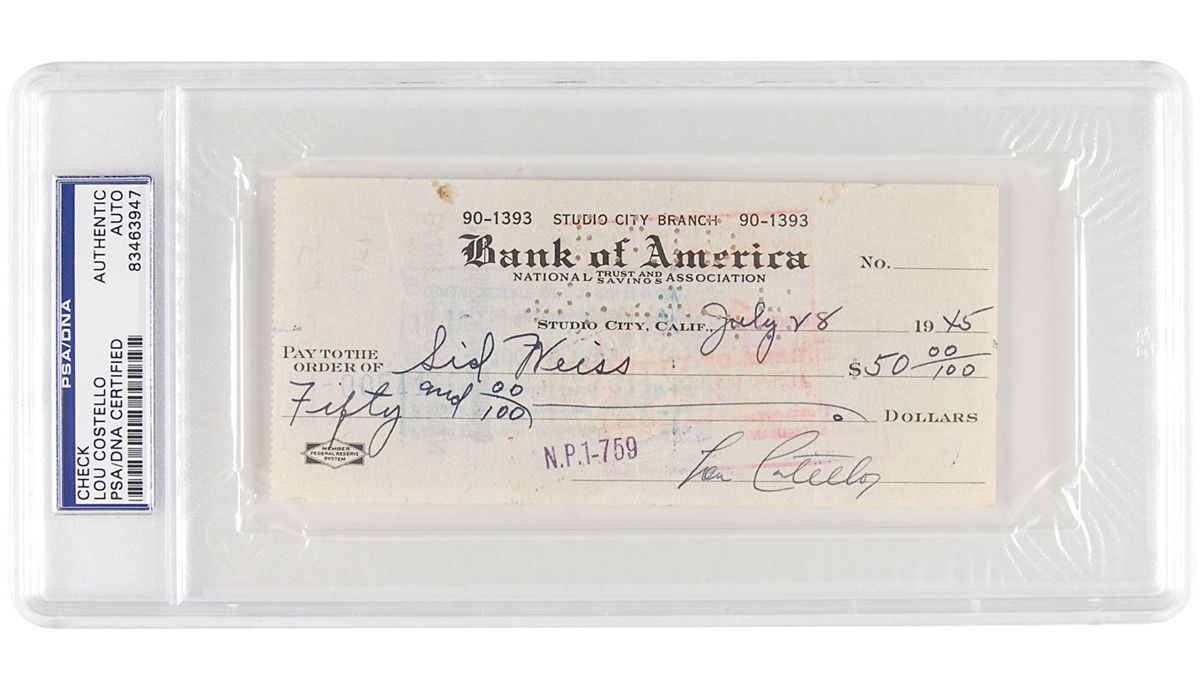 PSA/DNA
CHECK
LOU COSTELLO
PSA/DNA CERTIFIED
AUTHENTIC
AUTO
83463947
90-1393 STUDIO CITY BRANCH 90-1393
Bank of America
NATIONAL TRUST AND SAVINGS ASSOCIATION
No.
STUDIO CITY, CALIF., July 28 1945
PAY TO THE
ORDER OF Sid Weiss $50 00/100
Fifty and 00/100 DOLLARS
MEMBER
FEDERAL RESERVE
SYSTEM
N.P.1-759
Lou Costello